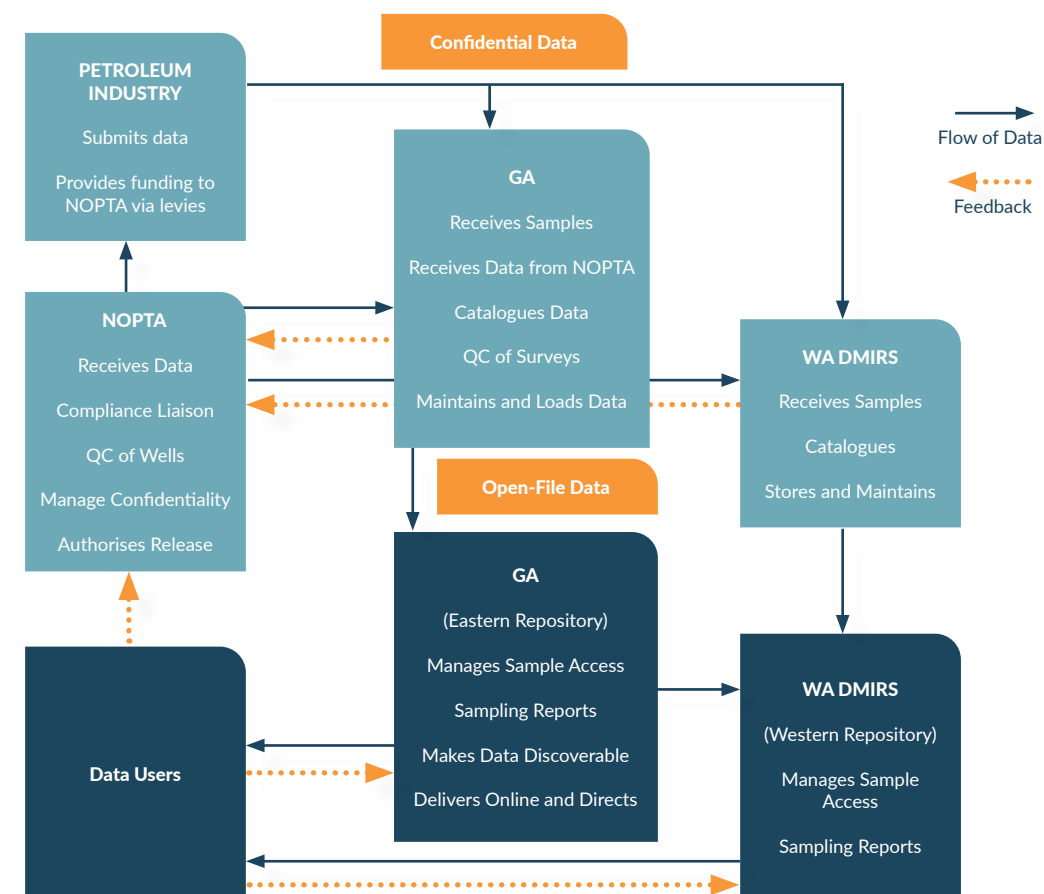 Confidential Data
PETROLEUM
INDUSTRY
Submits data
Provides funding to
NOPTA via levies
Flow of Data
Feedback
GA
Receives Samples
Receives Data from NOPTA
Catalogues Data
QC of Surveys
Maintains and Loads Data
NOPTA
Receives Data
Compliance Liaison
QC of Wells
Manage Confidentiality
Authorises Release
WA DMIRS
Receives Samples
Catalogues
Stores and Maintains
Open-File Data
GA
(Eastern Repository)
Manages Sample Access
Sampling Reports
Makes Data Discoverable
Delivers Online and Directs
Data Users
WA DMIRS
(Western Repository)
Manages Sample
Access
Sampling Reports